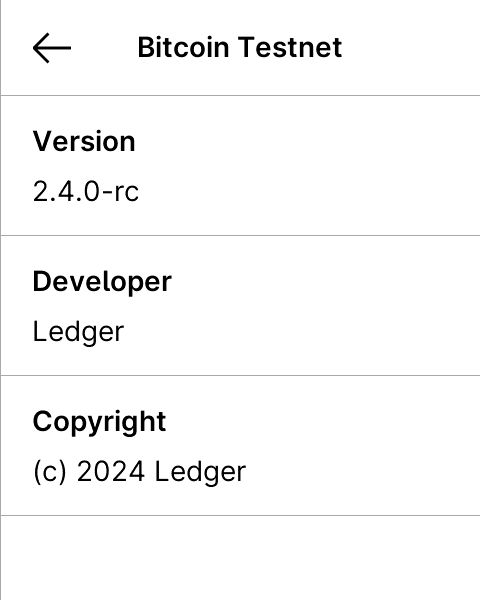 Bitcoin Testnet
Version
2.4.0-rc
Developer
Ledger
Copyright
(c) 2024 Ledger